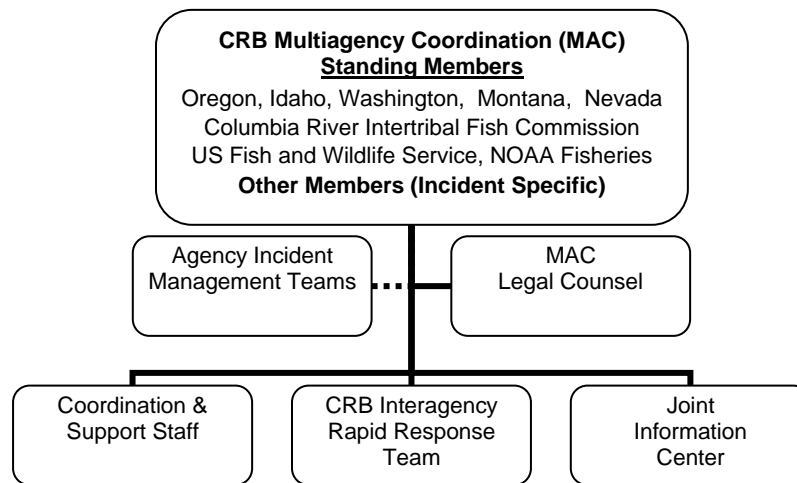 CRB Multiagency Coordination (MAC)
Standing Members
Oregon, Idaho, Washington, Montana, Nevada
Columbia River Intertribal Fish Commission
US Fish and Wildlife Service, NOAA Fisheries
Other Members (Incident Specific)
Agency Incident
Management Teams
MAC
Legal Counsel
Coordination &
Support Staff
CRB Interagency
Rapid Response
Team
Joint
Information
Center